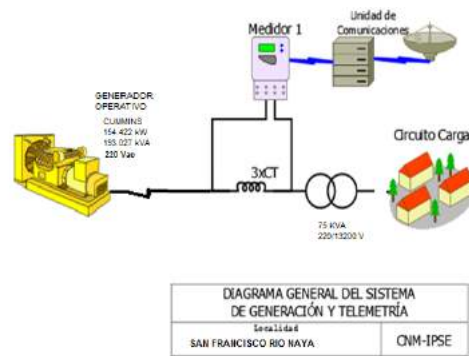 Medidor 1
Unidad de
Comunicaciones
GENERADOR
OPERATIVO
CUMMINS
154.422 kW
193.027 kVA
220 Vac
3xCT
Circuito Carga
75 KVA
220/13200 V
DIAGRAMA GENERAL DEL SISTEMA
DE GENERACIÓN Y TELEMETRÍA
Localidad
SAN FRANCISCO RIO NAYA
CNM-IPSE